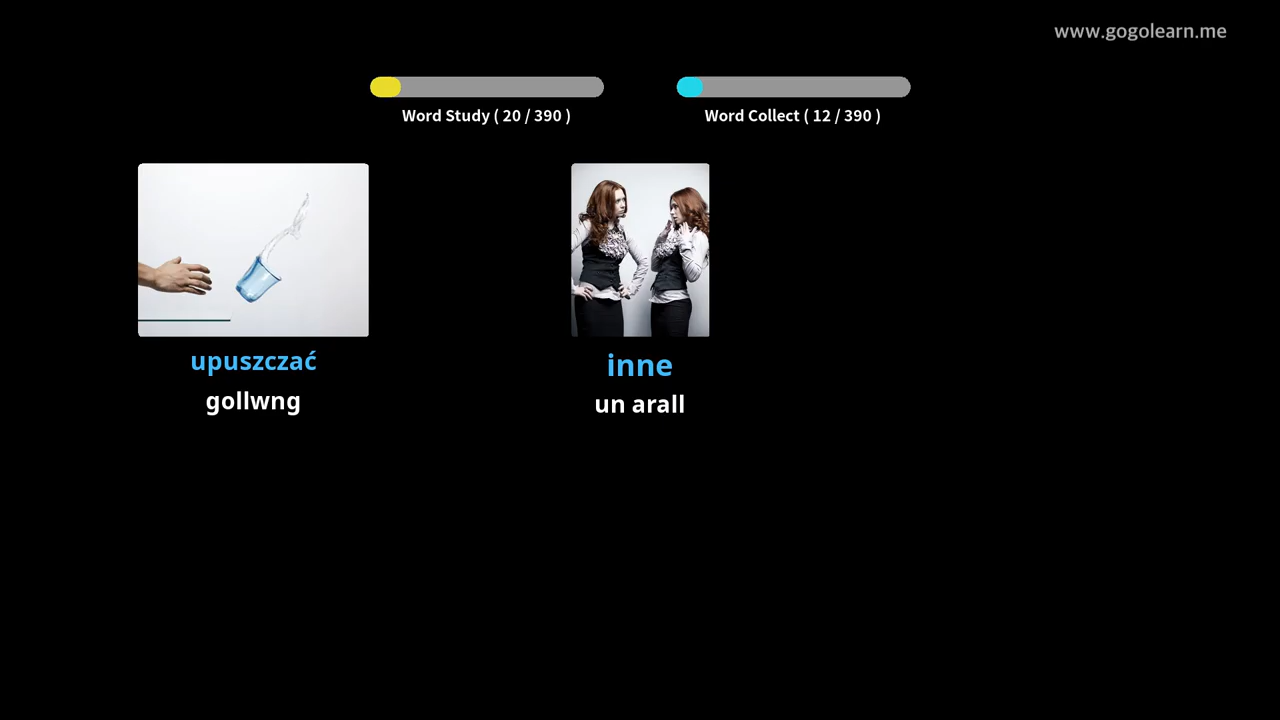 www.gogolearn.me
Word Study ( 20 / 390 )
Word Collect ( 12 / 390 )
upuszczać
gollwng
inne
un arall